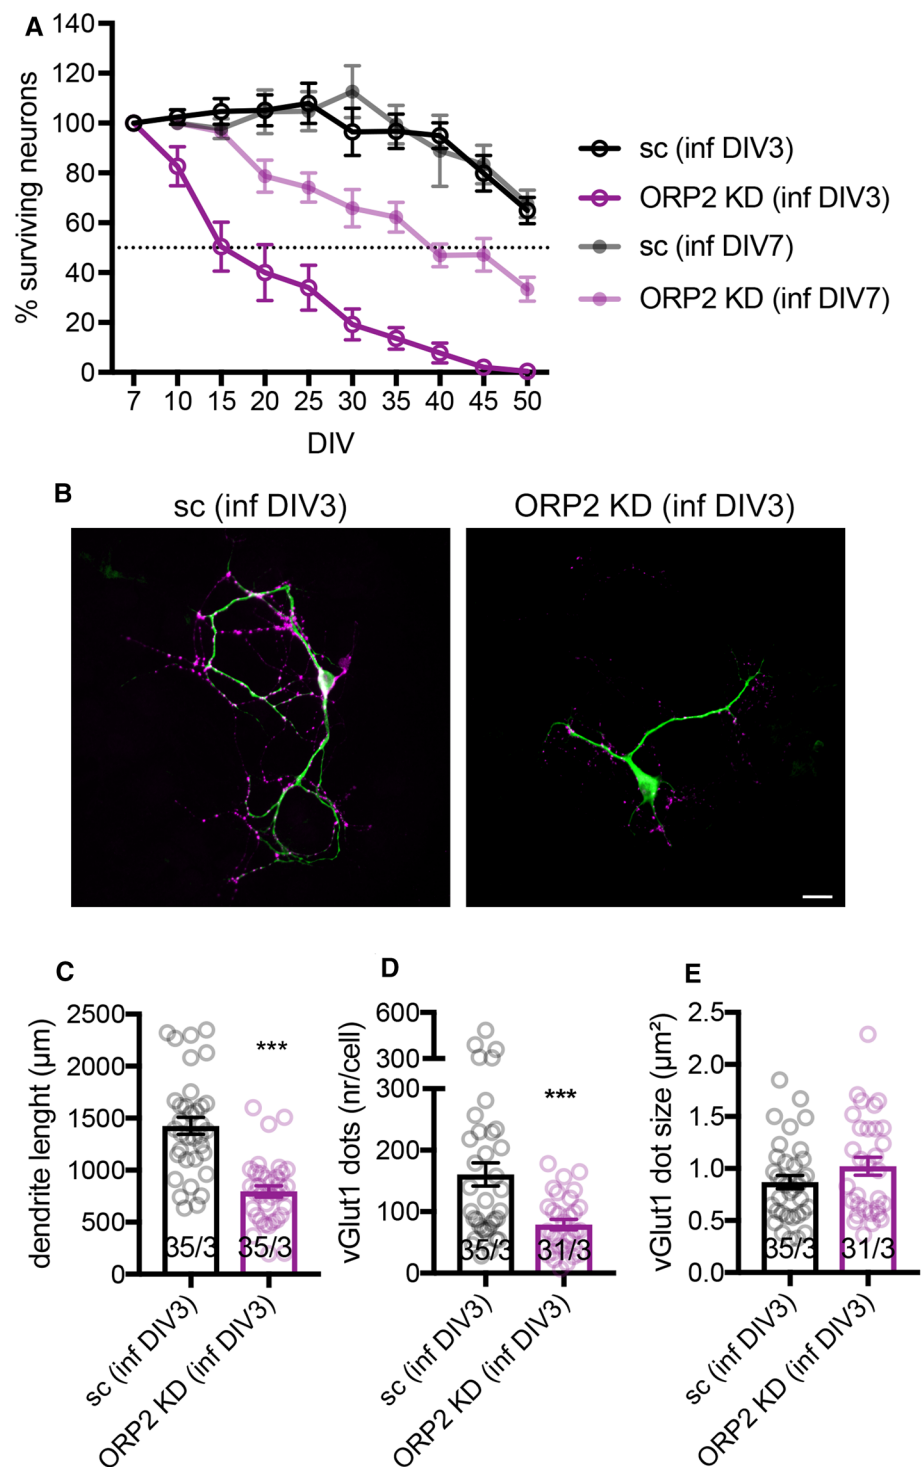 A
% surviving neurons
140
120
100
80
60
40
20
0
7 10 15 20 25 30 35 40 45 50
DIV
sc (inf DIV3)
ORP2 KD (inf DIV3)
sc (inf DIV7)
ORP2 KD (inf DIV7)
B
sc (inf DIV3)
ORP2 KD (inf DIV3)
C
dendrite lenght (μm)
2500
2000
1500
1000
500
0
***
35/3
35/3
sc (inf DIV3)
ORP2 KD (inf DIV3)
D
vGlut1 dots (nr/cell)
600
300
300
200
100
0
***
35/3
31/3
sc (inf DIV3)
ORP2 KD (inf DIV3)
E
vGlut1 dot size (μm²)
2.5
2.0
1.5
1.0
0.5
0.0
35/3
31/3
sc (inf DIV3)
ORP2 KD (inf DIV3)